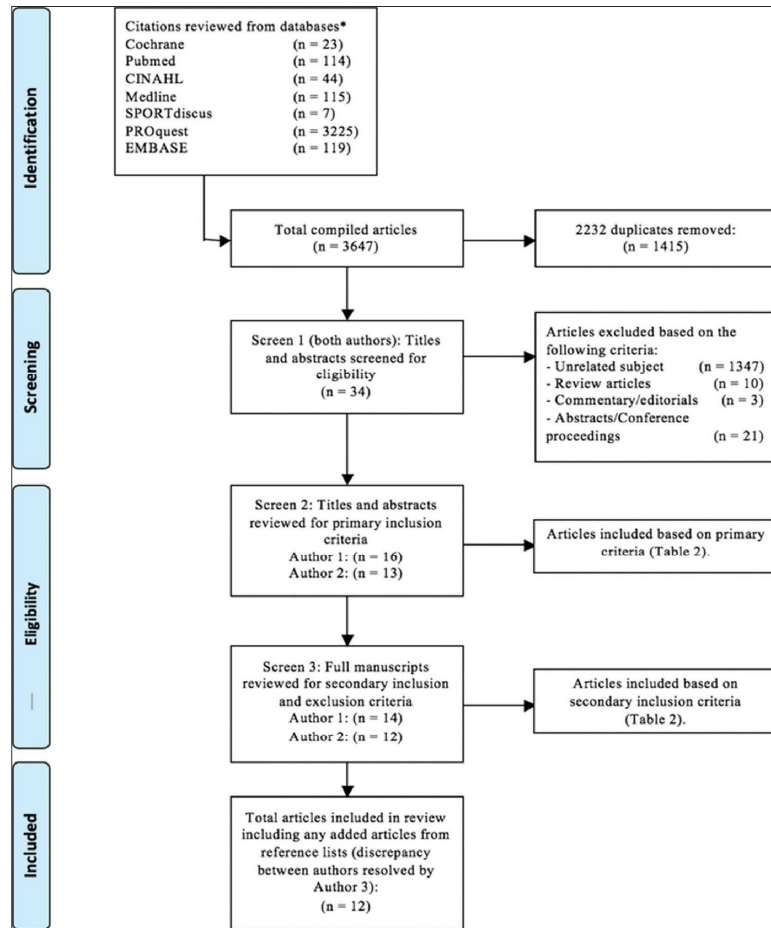 Identification
Citations reviewed from databases*
Cochrane (n = 23)
Pubmed (n = 114)
CINAHL (n = 44)
Medline (n = 115)
SPORTdiscus (n = 7)
PROquest (n = 3225)
EMBASE (n = 119)
Total compiled articles
(n = 3647)
2232 duplicates removed:
(n = 1415)
Screening
Screen 1 (both authors): Titles
and abstracts screened for
eligibility
(n = 34)
Articles excluded based on the
following criteria:
- Unrelated subject (n = 1347)
- Review articles (n = 10)
- Commentary/editorials (n = 3)
- Abstracts/Conference
proceedings (n = 21)
Eligibility
Screen 2: Titles and abstracts
reviewed for primary inclusion
criteria
Author 1: (n = 16)
Author 2: (n = 13)
Articles included based on primary
criteria (Table 2).
Screen 3: Full manuscripts
reviewed for secondary inclusion
and exclusion criteria
Author 1: (n = 14)
Author 2: (n = 12)
Articles included based on
secondary inclusion criteria
(Table 2).
Included
Total articles included in review
including any added articles from
reference lists (discrepancy
between authors resolved by
Author 3):
(n = 12)